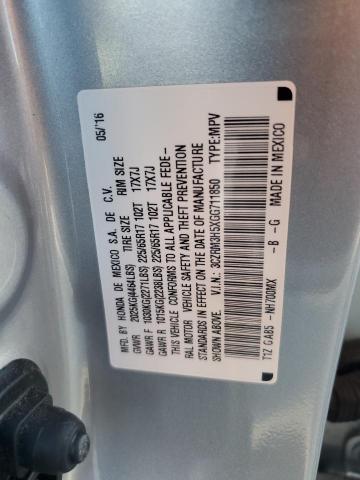 MFD. BY HONDA DE MEXICO S.A. DE C.V. 05/'16
GVWR 2025KG(4464LBS) TIRE SIZE RIM SIZE
GAWR F 1030KG(2271LBS) 225/65R17 102T 17X7J
GAWR R 1015KG(2238LBS) 225/65R17 102T 17X7J
THIS VEHICLE CONFORMS TO ALL APPLICABLE FEDE-
RAL MOTOR VEHICLE SAFETY AND THEFT PREVENTION
STANDARDS IN EFFECT ON THE DATE OF MANUFACTURE
SHOWN ABOVE. V.I.N.: 3CZRM3H5XGG711850 TYPE:MPV
T1Z CAB5 -NH700MX -B -G MADE IN MEXICO